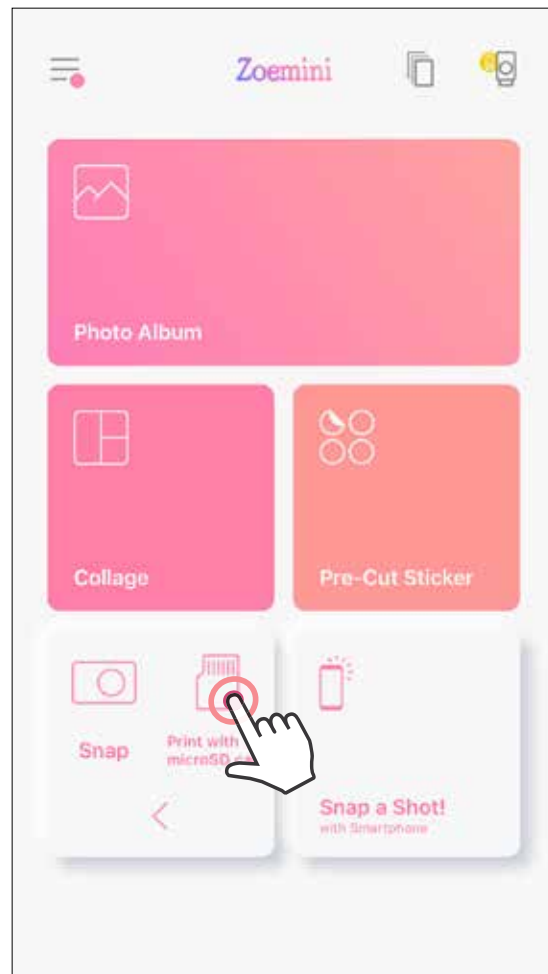 Zoemini
Photo Album
Collage
Pre-Cut Sticker
Snap
Print with
microSD
Snap a Shot!
with Smartphone